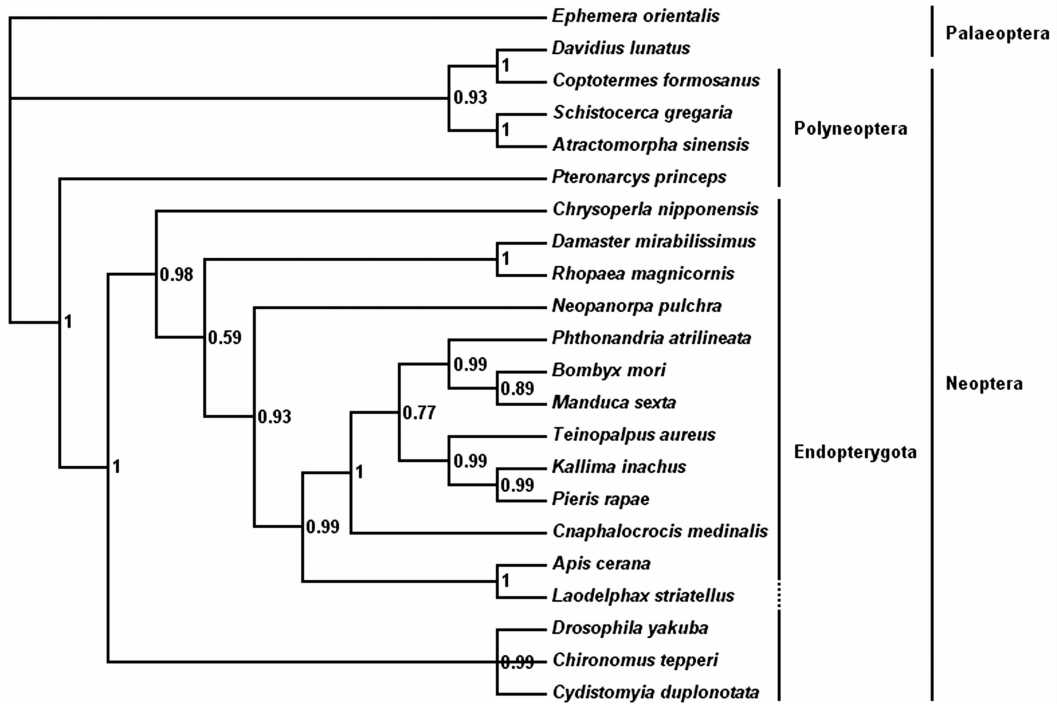 Ephemera orientalis
Davidius lunatus
Coptotermes formosanus
Schistocerca gregaria
Atractomorpha sinensis
Pteronarcys princeps
Chrysoperla nipponensis
Damaster mirabilissimus
Rhopaea magnicornis
Neopanorpa pulchra
Phthonandria atrilineata
Bombyx mori
Manduca sexta
Teinopalpus aureus
Kallima inachus
Pieris rapae
Cnaphalocrocis medinalis
Apis cerana
Laodelphax striatellus
Drosophila yakuba
Chironomus tepperi
Cydistomyia duplonotata
1
0.93
1
1
0.98
1
0.59
0.99
0.89
0.77
0.93
0.99
0.99
1
1
0.99
1
0.99
Palaeoptera
Polyneoptera
Neoptera
Endopterygota